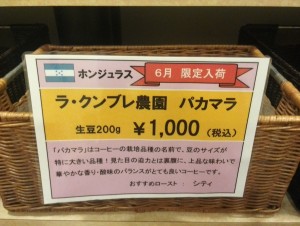 ホンジュラス
6月 限定入荷
ラ・クンブレ農園 パカマラ
生豆200g ￥1,000 (税込)
「パカマラ」はコーヒーの栽培品種の名前で、豆のサイズが
特に大きい品種！見た目の迫力とは裏腹に、上品な味わいで
華やかな香り・酸味のバランスがとても良いコーヒーです。
おすすめロースト : シティ